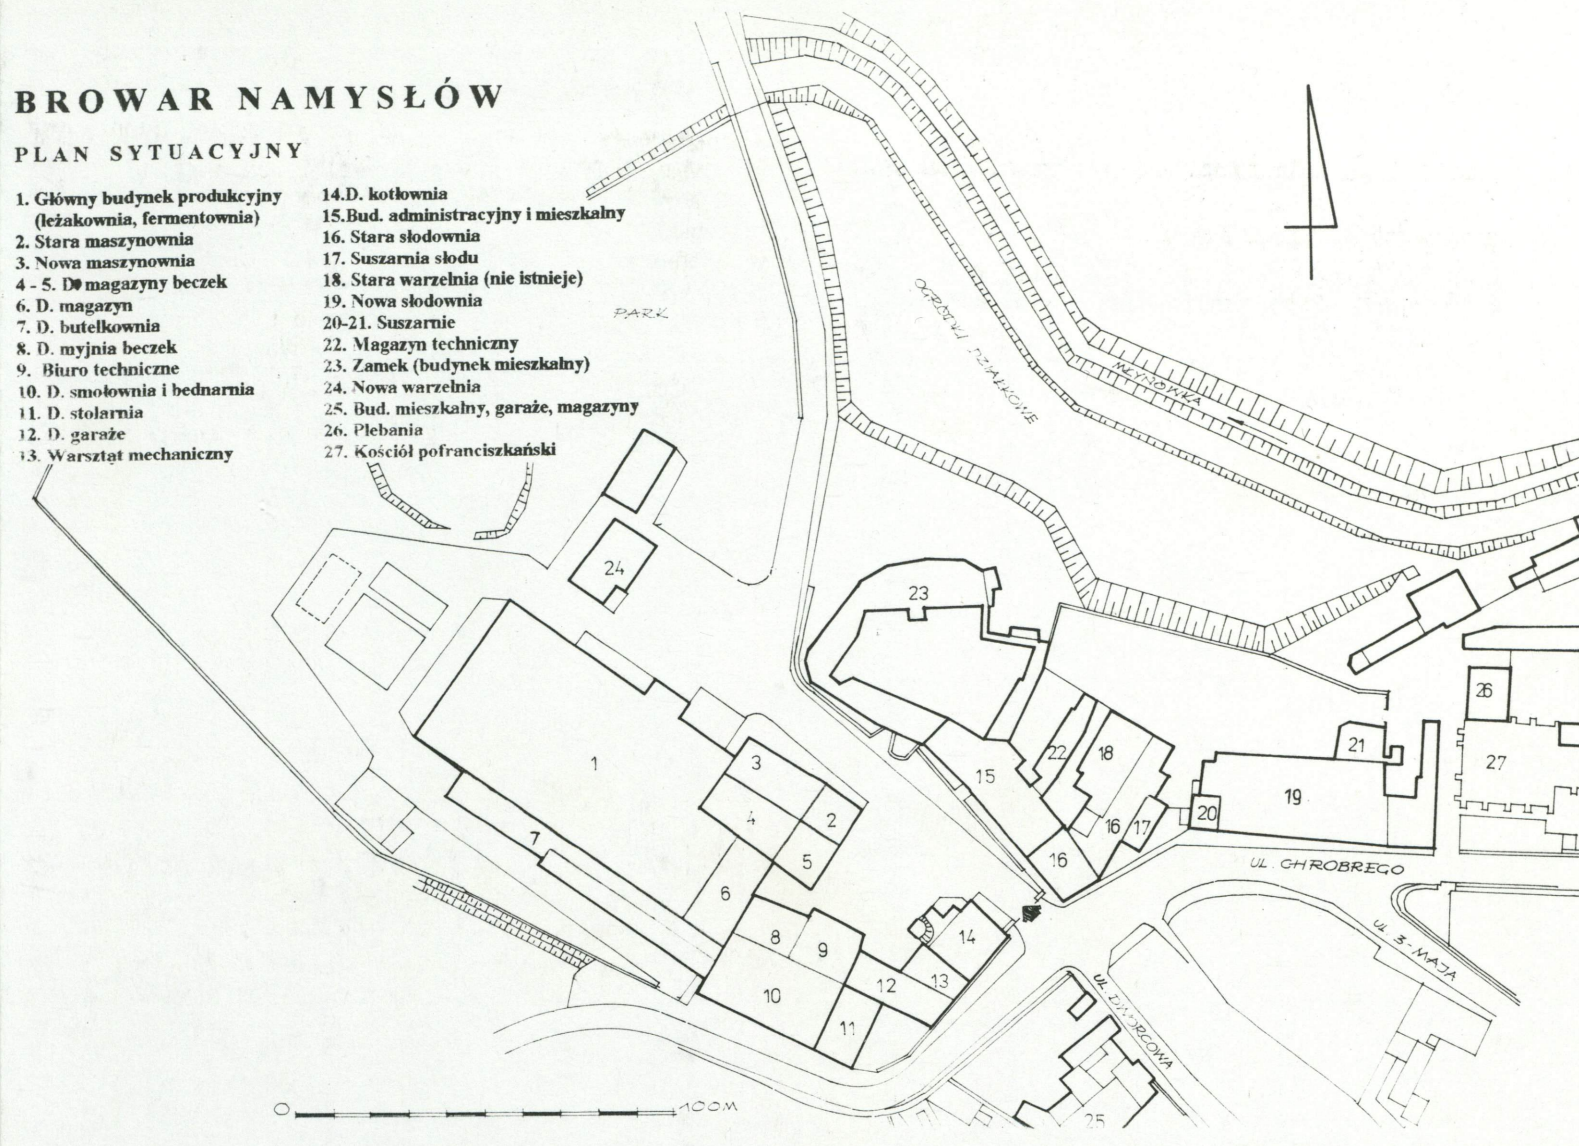 BROWAR NAMYSŁÓW
PLAN SYTUACYJNY
1. Główny budynek produkcyjny
(leżakownia, fermentownia)
2. Stara maszynownia
3. Nowa maszynownia
4 - 5. D. magazyny beczek
6. D. magazyn
7. D. butelkownia
8. D. myjnia beczek
9. Biuro techniczne
10. D. smołownia i bednarnia
11. D. stolarnia
12. D. garaże
13. Warsztat mechaniczny
14.D. kotłownia
15.Bud. administracyjny i mieszkalny
16. Stara słodownia
17. Suszarnia słodu
18. Stara warzelnia (nie istnieje)
19. Nowa słodownia
20-21. Suszarnie
22. Magazyn techniczny
23. Zamek (budynek mieszkalny)
24. Nowa warzelnia
25. Bud. mieszkalny, garaże, magazyny
26. Plebania
27. Kościół pofranciszkański
PARK
OGRÓDKI DZIAŁKOWE
MŁYNÓWKA
24
23
26
1
3
22
18
21
27
15
4
2
19
20
16
17
7
5
16
UL. CHROBREGO
6
8
9
14
UL. 3-MAJA
10
12
13
11
UL. DWORCOWA
25
0
100M